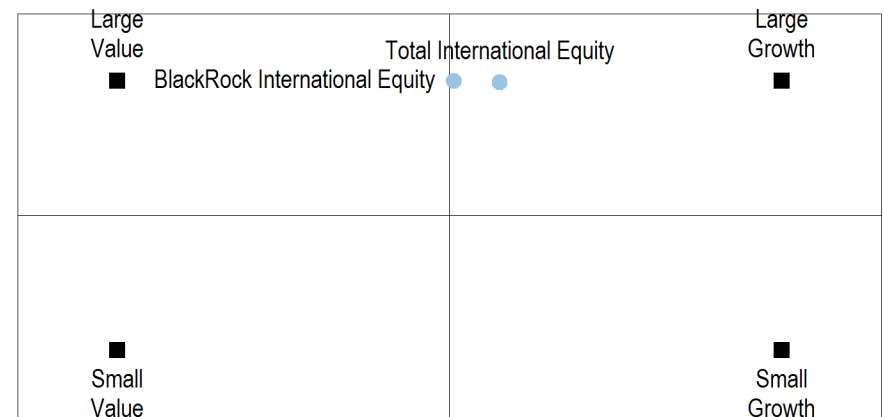 Large
Value
Large
Growth
Total International Equity
BlackRock International Equity
Small
Value
Small
Growth